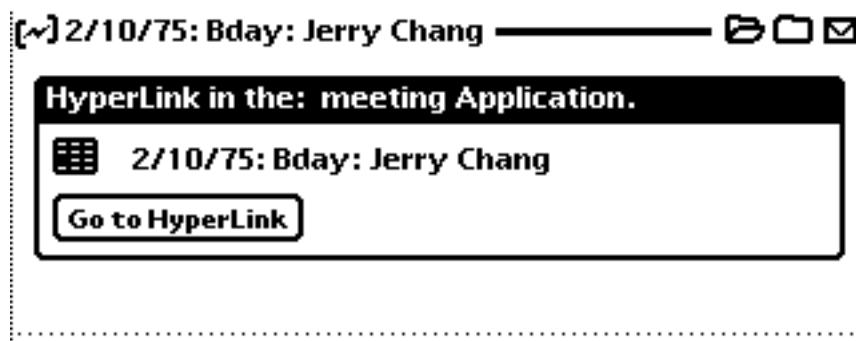 2/10/75: Bday: Jerry Chang
HyperLink in the: meeting Application.
2/10/75: Bday: Jerry Chang
Go to HyperLink